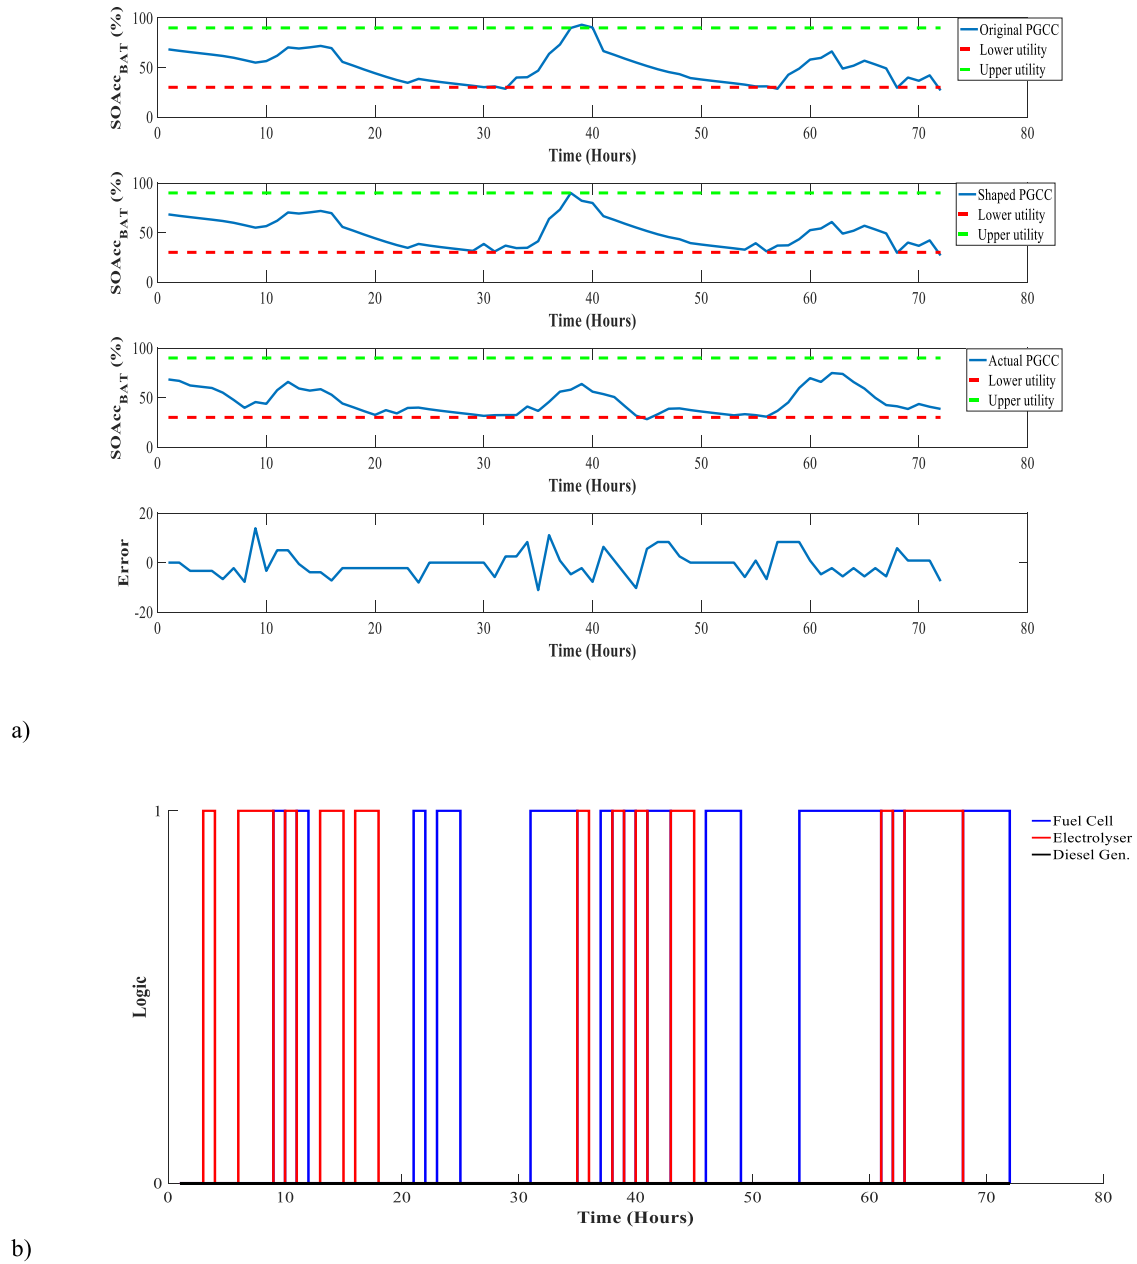 SOAcc_BAT (%)
100
50
0
0 10 20 30 40 50 60 70 80
Time (Hours)
Original PGCC
Lower utility
Upper utility
SOAcc_BAT (%)
100
50
0
0 10 20 30 40 50 60 70 80
Time (Hours)
Shaped PGCC
Lower utility
Upper utility
SOAcc_BAT (%)
100
50
0
0 10 20 30 40 50 60 70 80
Time (Hours)
Actual PGCC
Lower utility
Upper utility
Error
20
0
-20
0 10 20 30 40 50 60 70 80
Time (Hours)
a)
Logic
1
0
0 10 20 30 40 50 60 70 80
Time (Hours)
Fuel Cell
Electrolyser
Diesel Gen.
b)